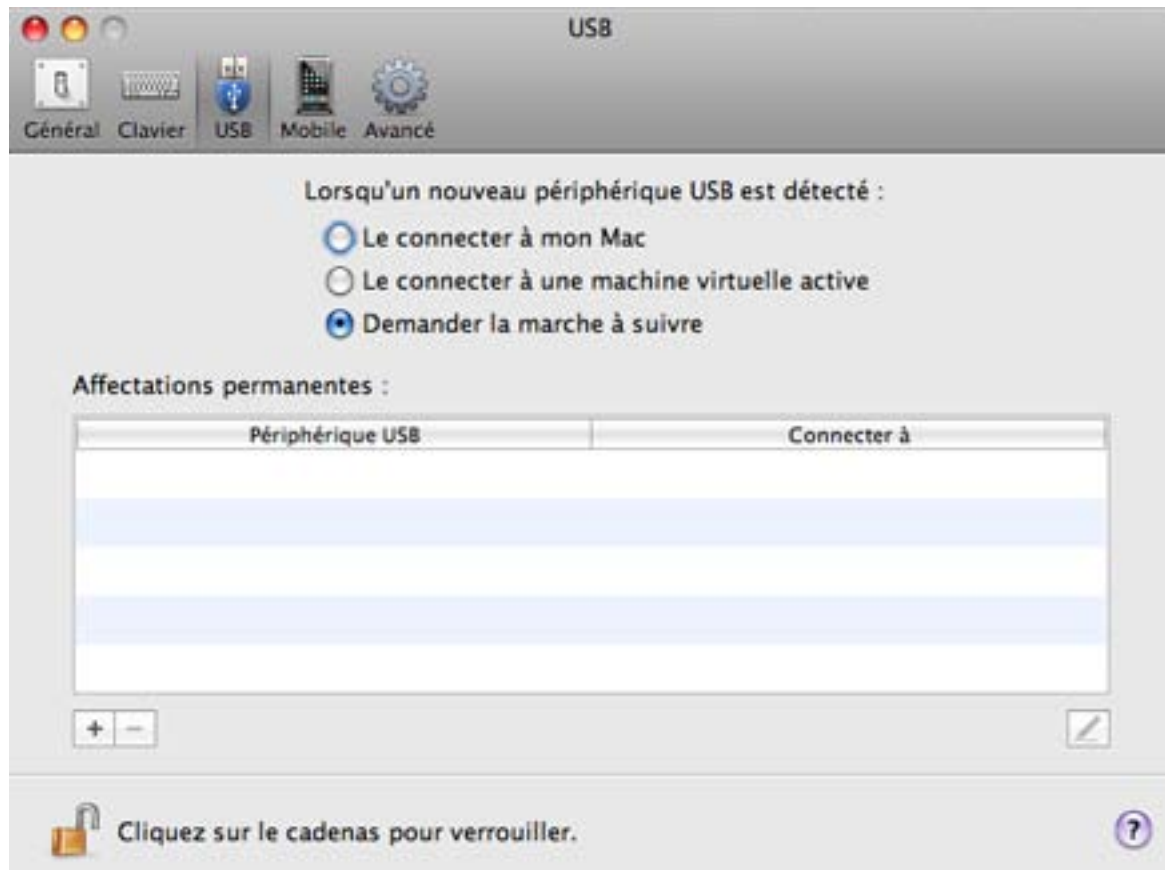 USB
Général Clavier USB Mobile Avancé
Lorsqu'un nouveau périphérique USB est détecté :
Le connecter à mon Mac
Le connecter à une machine virtuelle active
Demander la marche à suivre
Affectations permanentes :
Périphérique USB Connecter à
+ −
Cliquez sur le cadenas pour verrouiller.
?